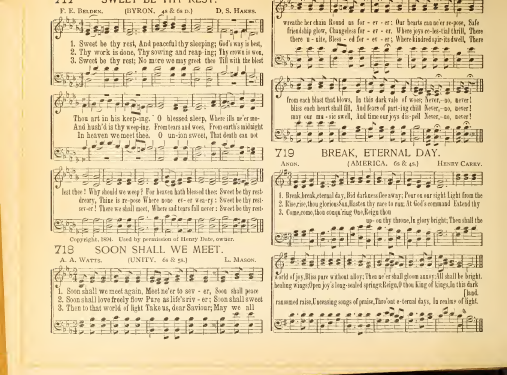 SWEET BE THY REST.
F. E. BELDEN. (BYRON. 4s & 6s D.) D. S. HAKES.
1. Sweet be thy rest, And peaceful thy sleeping; God's way is best,
2. Thy work is done, Thy sowing and reaping; Thy crown is won,
3. Sweet be thy rest; No more we may greet thee Till with the blest
Thou art in his keep-ing. O blessed sleep, Where ills no'er mo-
And hush'd is thy weep-ing. From tears and woes, From earth's midnight
In heaven we meet thee. O un-ion sweet, That death can not
lest thee! Why should we weep? For heaven hath blessed thee: Sweet be thy rest.
dreary, Thine is re-pose Where none ev-er wea-ry: Sweet be thy rest.
sev-er! There we shall meet, Where sad tears fall never: Sweet be thy rest.
Copyright, 1894. Used by permission of Henry Date, owner.
718 SOON SHALL WE MEET.
A. A. WATTS. (UNITY. 6s & 5s.) L. MASON.
1. Soon shall we meet again, Meet ne'er to sev - er, Soon shall peace
2. Soon shall love freely flow Pure as life's riv - er; Soon shall sweet
3. Then to that world of light Take us, dear Saviour; May we all
wreathe her chain Round us for - er - er; Our hearts can ne'er re-pose, Safe
friendship glow, Changeless for - ev - er. Where joys ce-les-tial thrill, There
there u - nite, Bless - ed for - er: Where kindred spir-its dwell, There
from each blast that blows, In this dark vale of woes; Never,-no, never!
bliss each heart shall fill, And fears of part-ing chill Never,-no, never!
may our mu-sic swell, And time our joys dis-pell Never,-no, never!
719 BREAK, ETERNAL DAY.
ANON. (AMERICA. 6s & 4s.) HENRY CAREY.
1. Break, break, eternal day, Bid darkness flee away; Pour on our sight Light from the
2. Rise, rise, thou glorious Sun, Hasten thy race to run, At God's command Extend thy
3. Come, come, thou conq'ring One, Reign thou
up - on thy throne, In glory bright; Then shall the
world of joy, Bliss pure without alloy; Then no'er shall gloom annoy: All shall be bright.
healing wings; Open joy's long-sealed springs; Reign, O thou King of kings, In this dark
[land.
ransomed raise, Unceasing songs of praise, Thro'out e-ternal days, In realms of light.